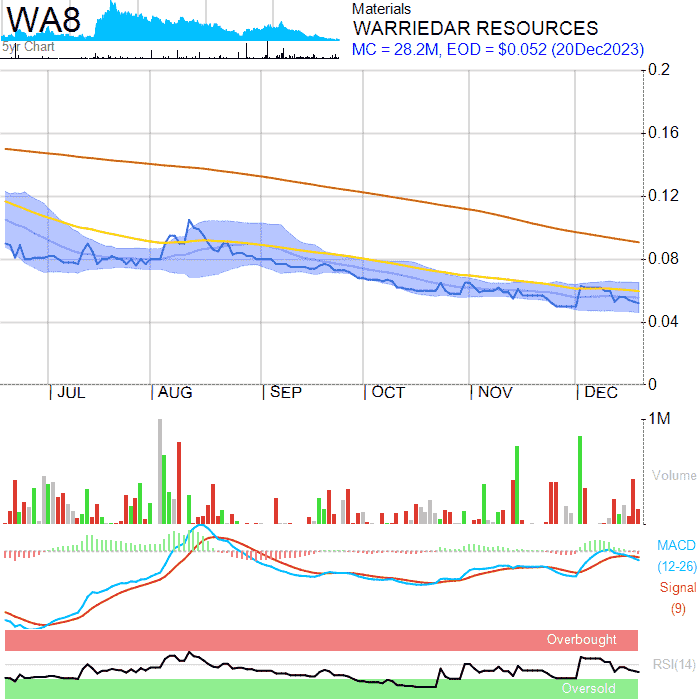 WA8
5yr Chart
Materials
WARRIEDAR RESOURCES
MC = 28.2M, EOD = $0.052 (20Dec2023)
0.2
0.16
0.12
0.08
0.04
0
JUL AUG SEP OCT NOV DEC
1M
Volume
MACD
(12-26)
Signal
(9)
Overbought
RSI(14)
Oversold